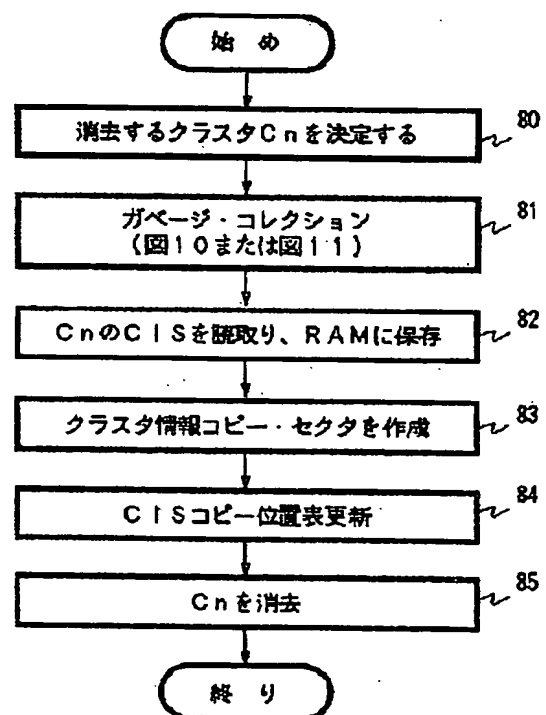 始め
消去するクラスタCnを決定する
80
ガベージ・コレクション
(図10または図11)
81
CnのCISを読取り、RAMに保存
82
クラスタ情報コピー・セクタを作成
83
CISコピー位置表更新
84
Cnを消去
85
終り